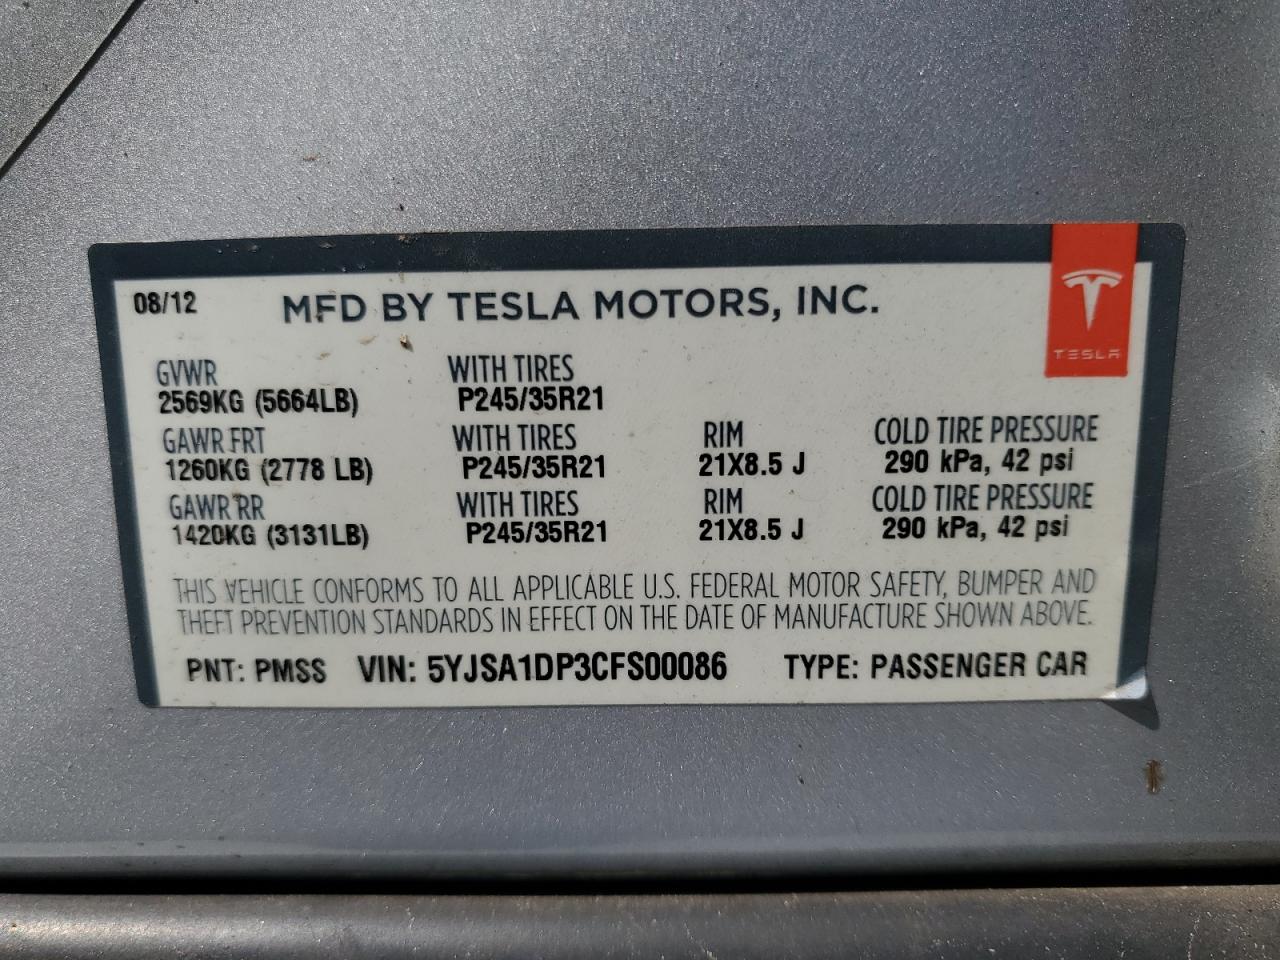 08/12 MFD BY TESLA MOTORS, INC.
TESLA
GVWR WITH TIRES
2569KG (5664LB) P245/35R21
GAWR FRT WITH TIRES RIM COLD TIRE PRESSURE
1260KG (2778 LB) P245/35R21 21X8.5 J 290 kPa, 42 psi
GAWR RR WITH TIRES RIM COLD TIRE PRESSURE
1420KG (3131LB) P245/35R21 21X8.5 J 290 kPa, 42 psi
THIS VEHICLE CONFORMS TO ALL APPLICABLE U.S. FEDERAL MOTOR SAFETY, BUMPER AND
THEFT PREVENTION STANDARDS IN EFFECT ON THE DATE OF MANUFACTURE SHOWN ABOVE.
PNT: PMSS VIN: 5YJSA1DP3CFS00086 TYPE: PASSENGER CAR